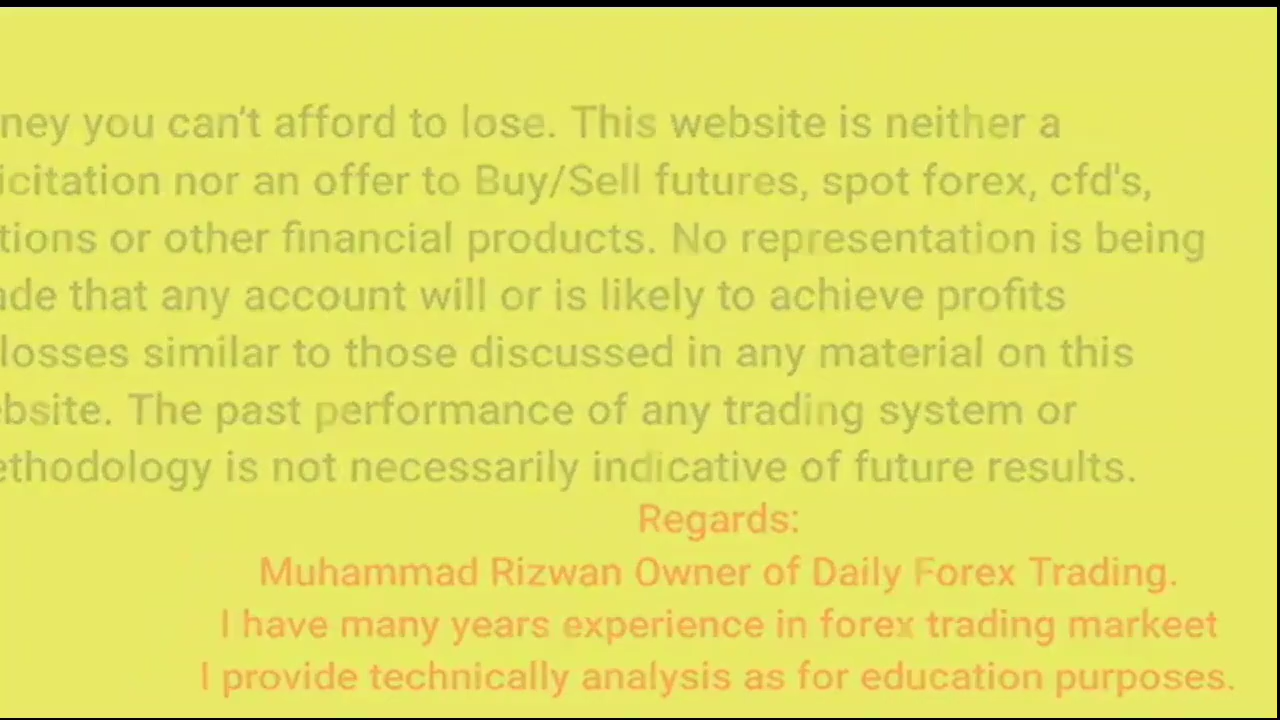 ney you can't afford to lose. This website is neither a
icitation nor an offer to Buy/Sell futures, spot forex, cfd's,
tions or other financial products. No representation is being
ade that any account will or is likely to achieve profits
losses similar to those discussed in any material on this
ebsite. The past performance of any trading system or
ethodology is not necessarily indicative of future results.
Regards:
Muhammad Rizwan Owner of Daily Forex Trading.
I have many years experience in forex trading markeet
I provide technically analysis as for education purposes.